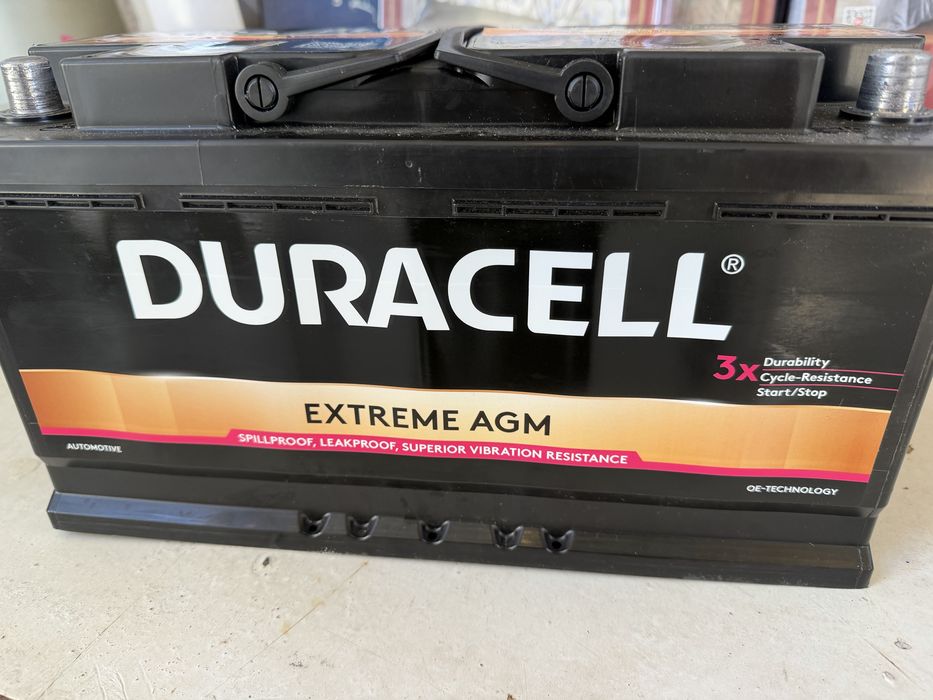 DURACELL®
3x Durability
Cycle-Resistance
Start/Stop
EXTREME AGM
SPILLPROOF, LEAKPROOF, SUPERIOR VIBRATION RESISTANCE
AUTOMOTIVE
OE-TECHNOLOGY